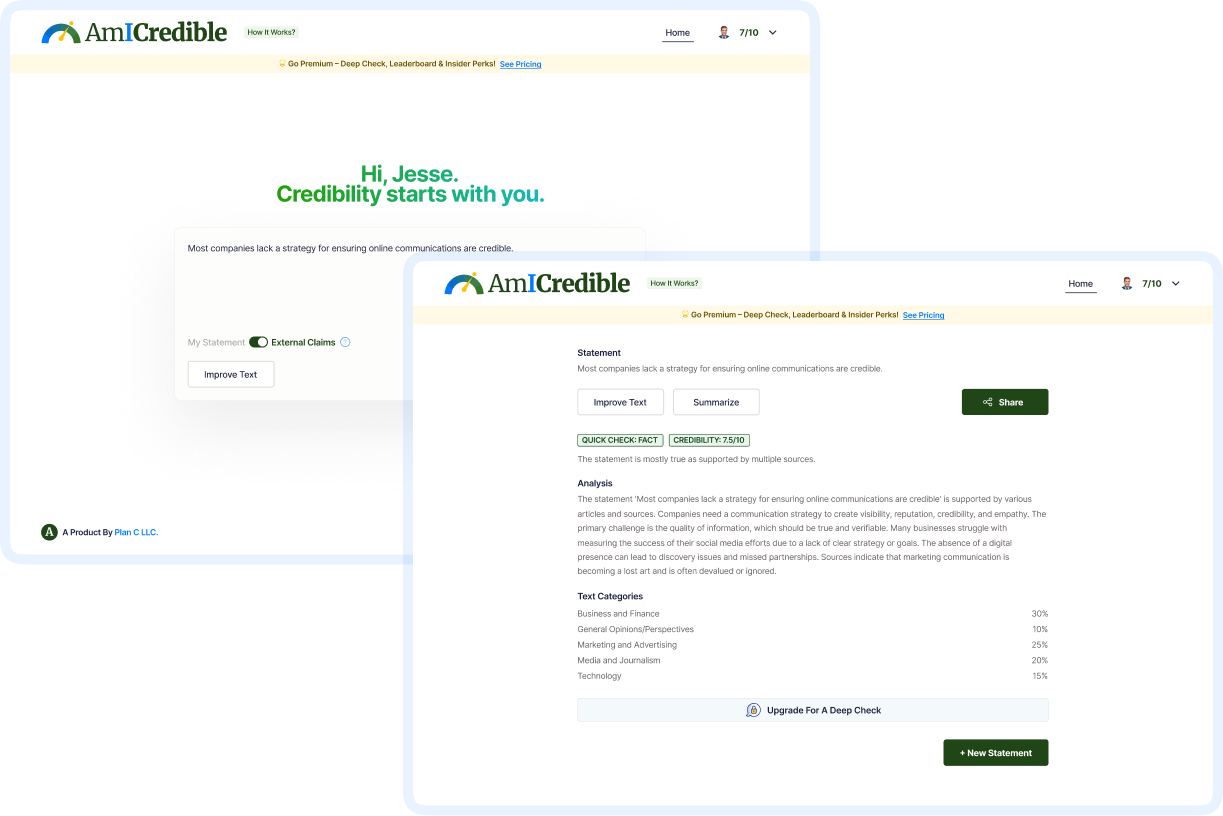 AmICredible How It Works? Home 7/10
Go Premium – Deep Check, Leaderboard & Insider Perks! See Pricing
Hi, Jesse.
Credibility starts with you.
Most companies lack a strategy for ensuring online communications are credible.
My Statement External Claims
Improve Text
A A Product By Plan C LLC.
AmICredible How It Works? Home 7/10
Go Premium – Deep Check, Leaderboard & Insider Perks! See Pricing
Statement
Most companies lack a strategy for ensuring online communications are credible.
Improve Text Summarize Share
QUICK CHECK: FACT CREDIBILITY: 7.5/10
The statement is mostly true as supported by multiple sources.
Analysis
The statement 'Most companies lack a strategy for ensuring online communications are credible' is supported by various
articles and sources. Companies need a communication strategy to create visibility, reputation, credibility, and empathy. The
primary challenge is the quality of information, which should be true and verifiable. Many businesses struggle with
measuring the success of their social media efforts due to a lack of clear strategy or goals. The absence of a digital
presence can lead to discovery issues and missed partnerships. Sources indicate that marketing communication is
becoming a lost art and is often devalued or ignored.
Text Categories
Business and Finance 30%
General Opinions/Perspectives 10%
Marketing and Advertising 25%
Media and Journalism 20%
Technology 15%
Upgrade For A Deep Check
+ New Statement